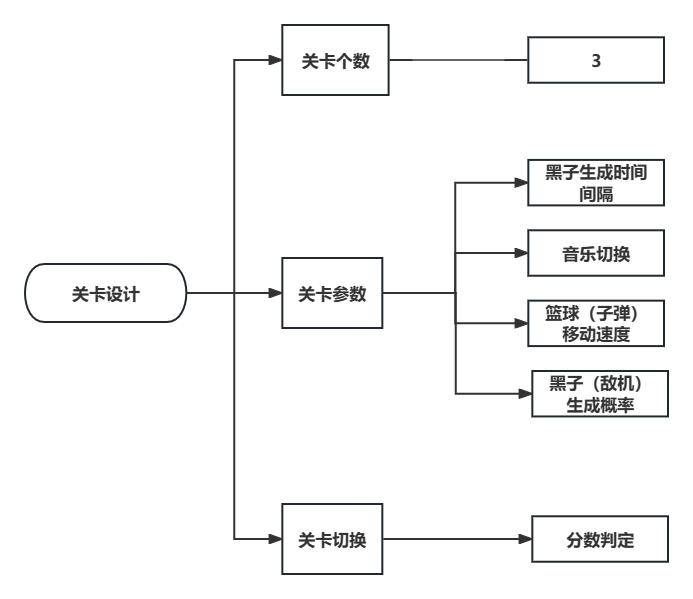 关卡个数
3
黑子生成时间
间隔
音乐切换
关卡设计
关卡参数
篮球（子弹）
移动速度
黑子（敌机）
生成概率
关卡切换
分数判定